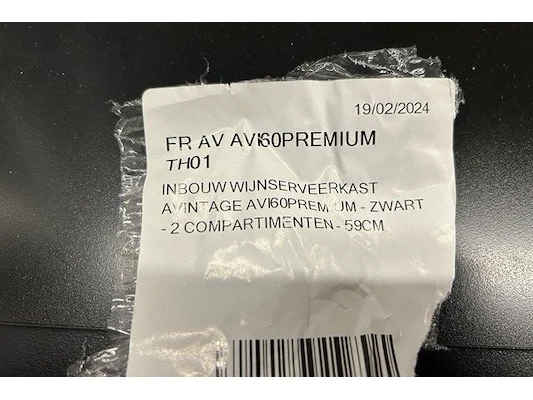 19/02/2024
FR AV AVI60PREMIUM
TH01
INBOUW WIJNSERVEERKAST
AVINTAGE AVI60PREMIUM - ZWART
- 2 COMPARTIMENTEN - 59CM